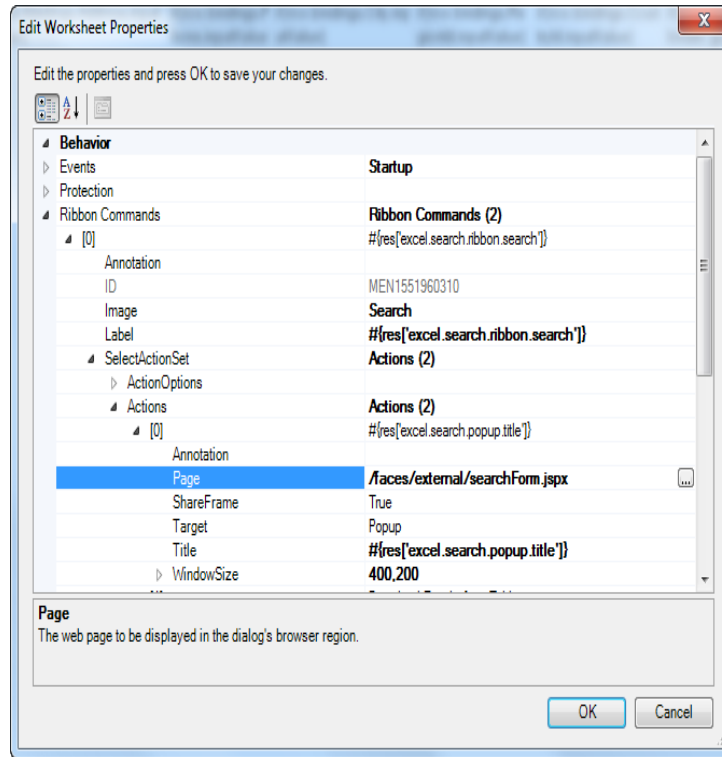 Edit Worksheet Properties
X
Edit the properties and press OK to save your changes.
A
Z
Behavior
Events Startup
Protection
Ribbon Commands Ribbon Commands (2)
[0] #{res['excel.search.ribbon.search']}
Annotation
ID MEN1551960310
Image Search
Label #{res['excel.search.ribbon.search']}
SelectActionSet Actions (2)
ActionOptions
Actions Actions (2)
[0] #{res['excel.search.popup.title']}
Annotation
Page /faces/external/searchForm.jspx ...
ShareFrame True
Target Popup
Title #{res['excel.search.popup.title']}
WindowSize 400,200
Page
The web page to be displayed in the dialog's browser region.
OK Cancel